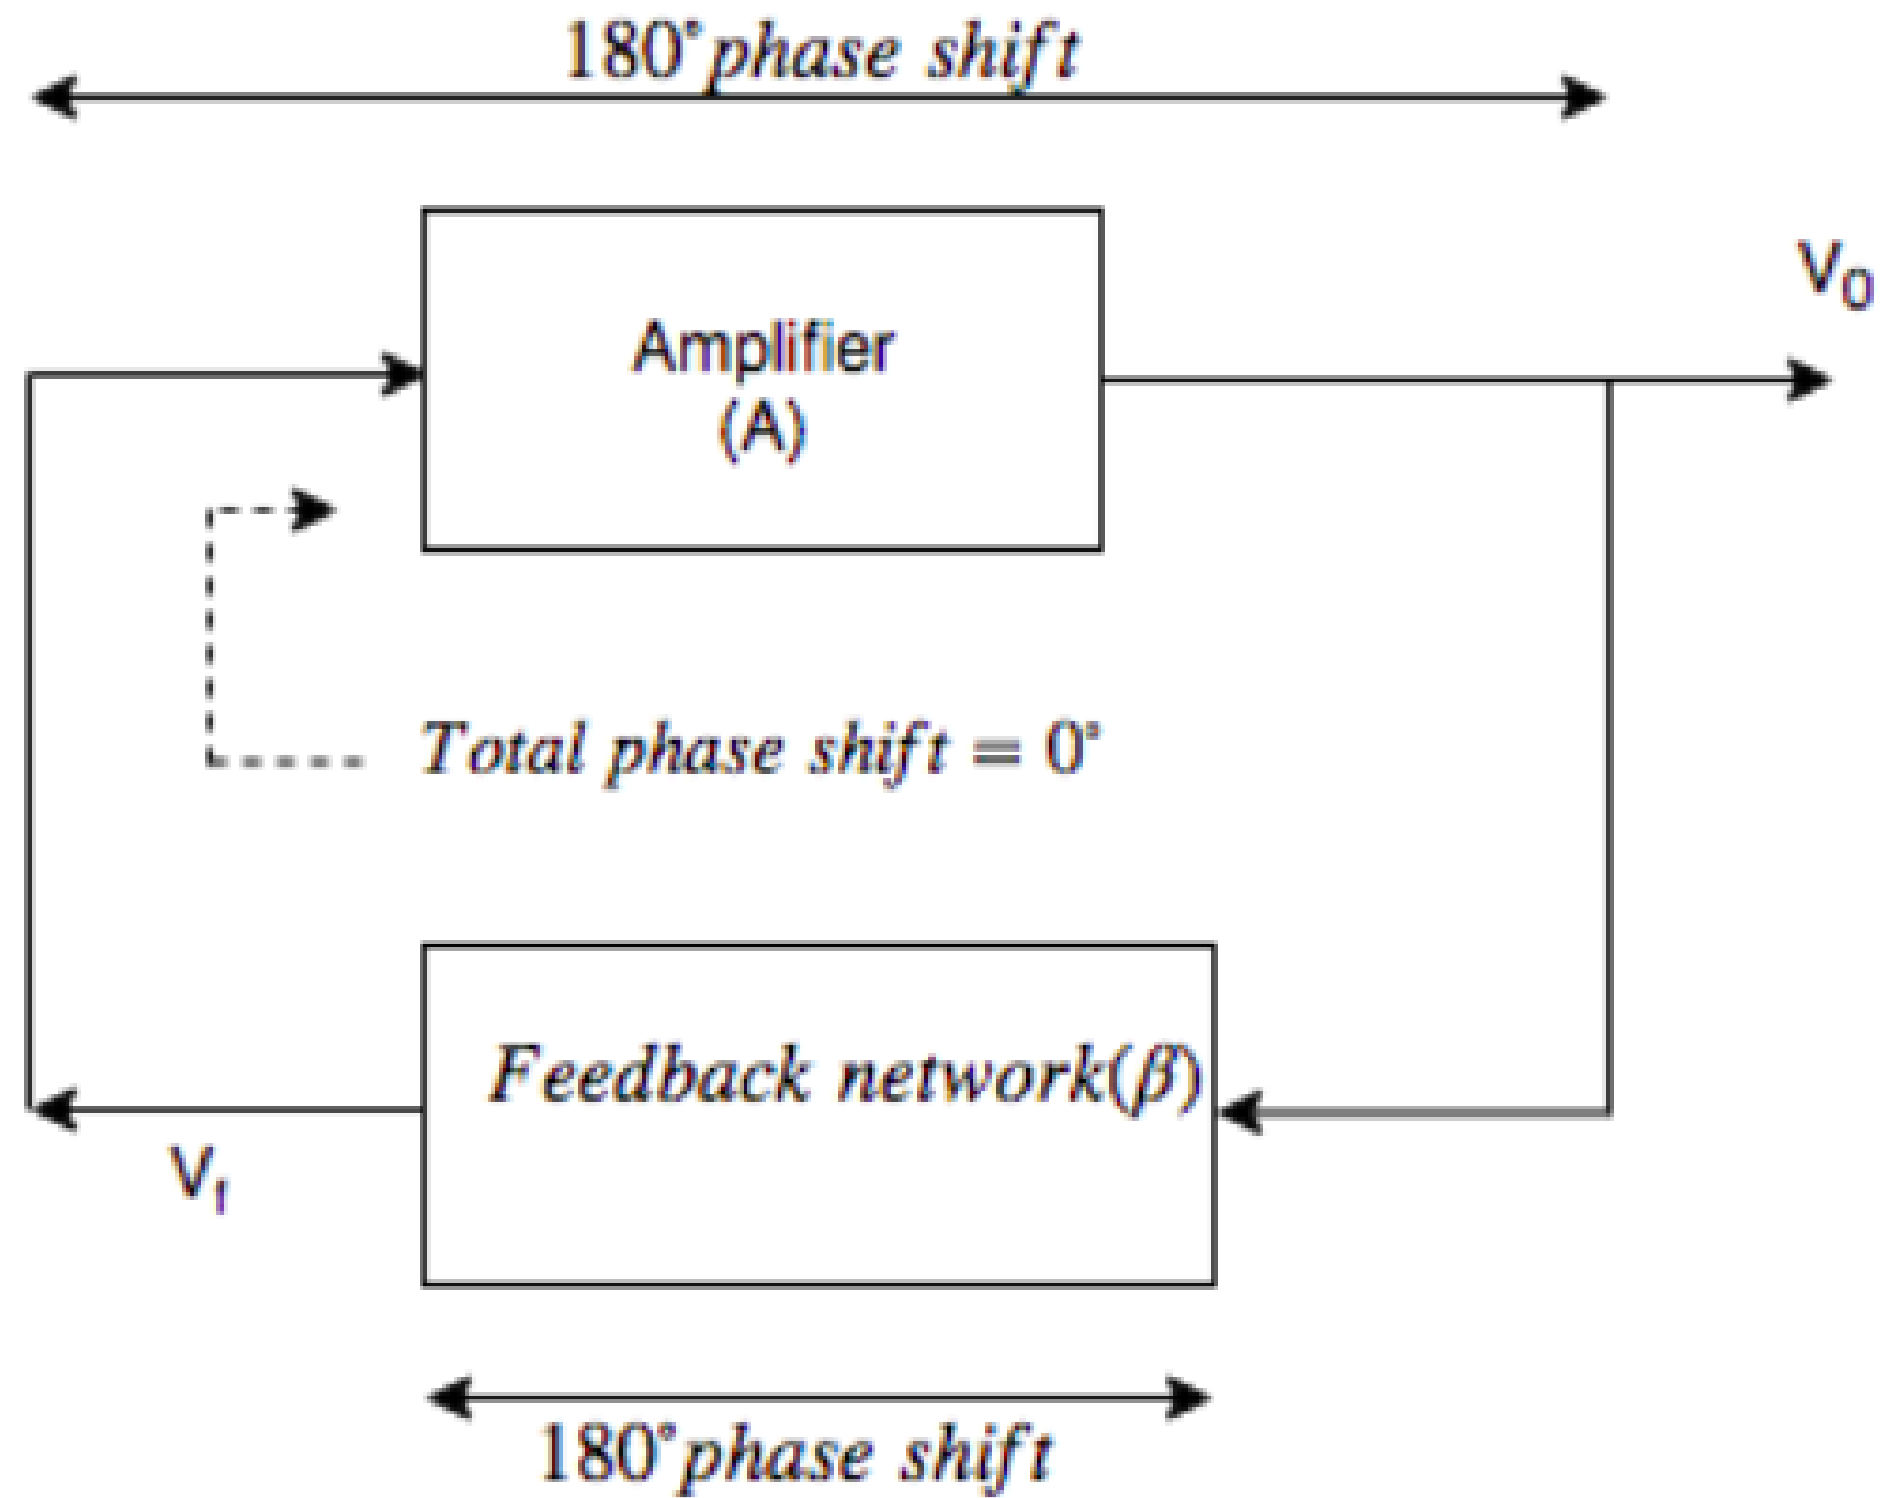 180° phase shift
V₀
Amplifier
(A)
Total phase shift = 0°
Feedback network(β)
Vf
180° phase shift